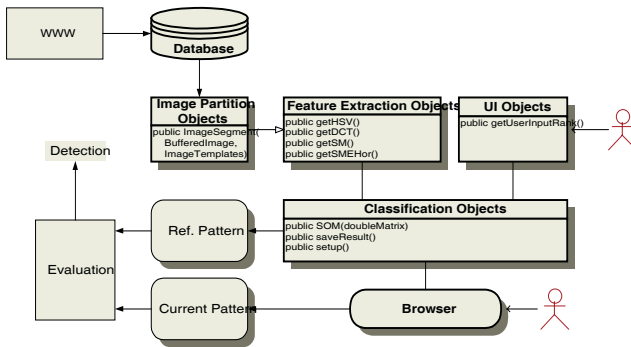 WWW
Database
Image Partition
Objects
public ImageSegment(
BufferedImage,
ImageTemplates)
Feature Extraction Objects
public getHSV()
public getDCT()
public getSM()
public getSMEHor()
UI Objects
public getUserInputRank()
Detection
Classification Objects
public SOM(doubleMatrix)
public saveResult()
public setup()
Ref. Pattern
Evaluation
Current Pattern
Browser